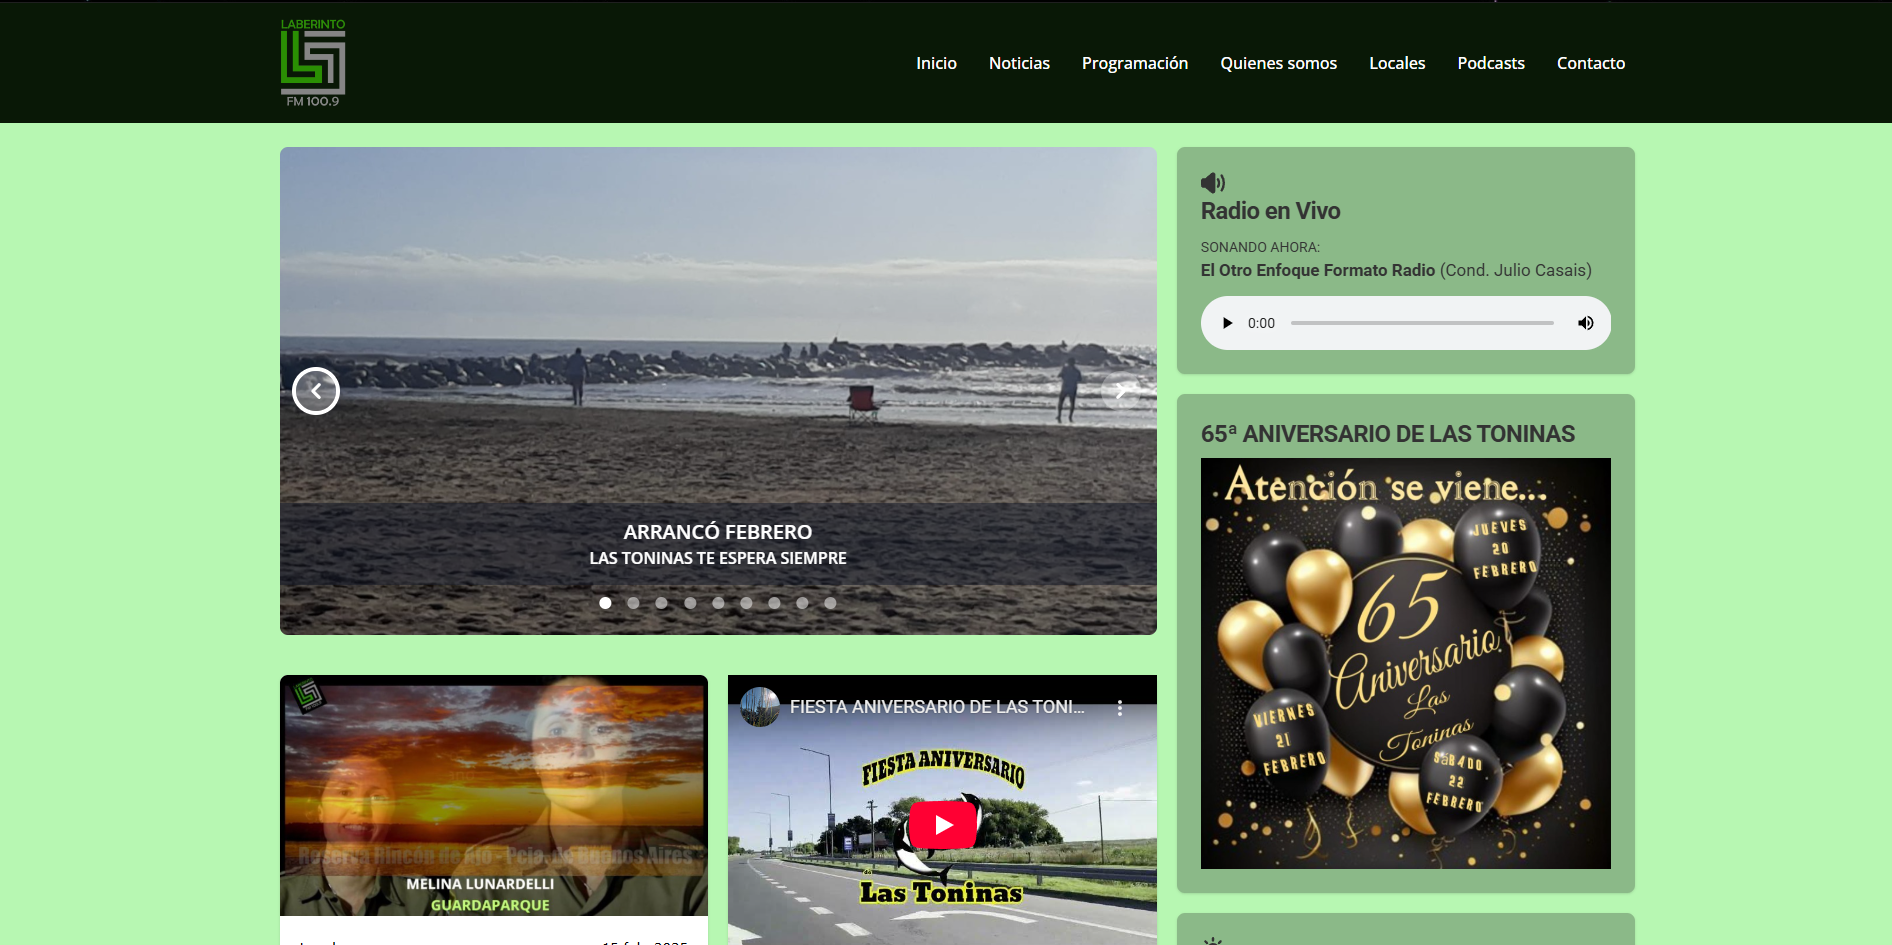 LABERINTO
FM 100.9
Inicio
Noticias
Programación
Quienes somos
Locales
Podcasts
Contacto
ARRANCÓ FEBRERO
LAS TONINAS TE ESPERA SIEMPRE
Radio en Vivo
SONANDO AHORA:
El Otro Enfoque Formato Radio (Cond. Julio Casais)
0:00
65ª ANIVERSARIO DE LAS TONINAS
Atención se viene...
JUEVES
20
FEBRERO
65
Aniversario!
Las
Toninas
VIERNES
21
FEBRERO
SáBADO
22
FEBRERO
Reserva Rincón de Ajó - Pcia. de Buenos Aires
MELINA LUNARDELLI
GUARDAPARQUE
FIESTA ANIVERSARIO DE LAS TONI...
FIESTA ANIVERSARIO
Las Toninas